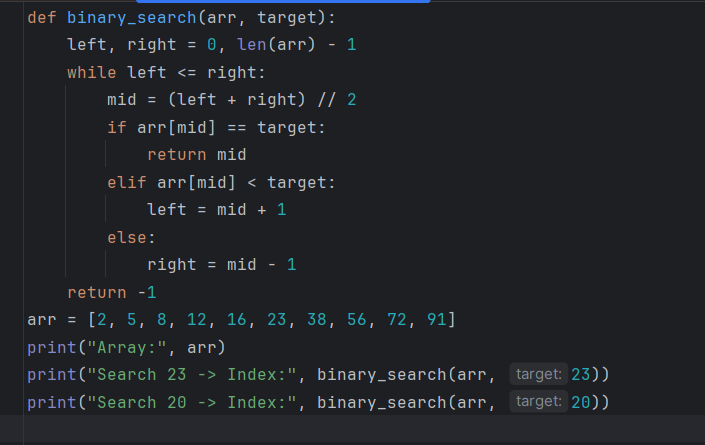 def binary_search(arr, target):
    left, right = 0, len(arr) - 1
    while left <= right:
        mid = (left + right) // 2
        if arr[mid] == target:
            return mid
        elif arr[mid] < target:
            left = mid + 1
        else:
            right = mid - 1
    return -1
arr = [2, 5, 8, 12, 16, 23, 38, 56, 72, 91]
print("Array:", arr)
print("Search 23 -> Index:", binary_search(arr, target: 23))
print("Search 20 -> Index:", binary_search(arr, target: 20))